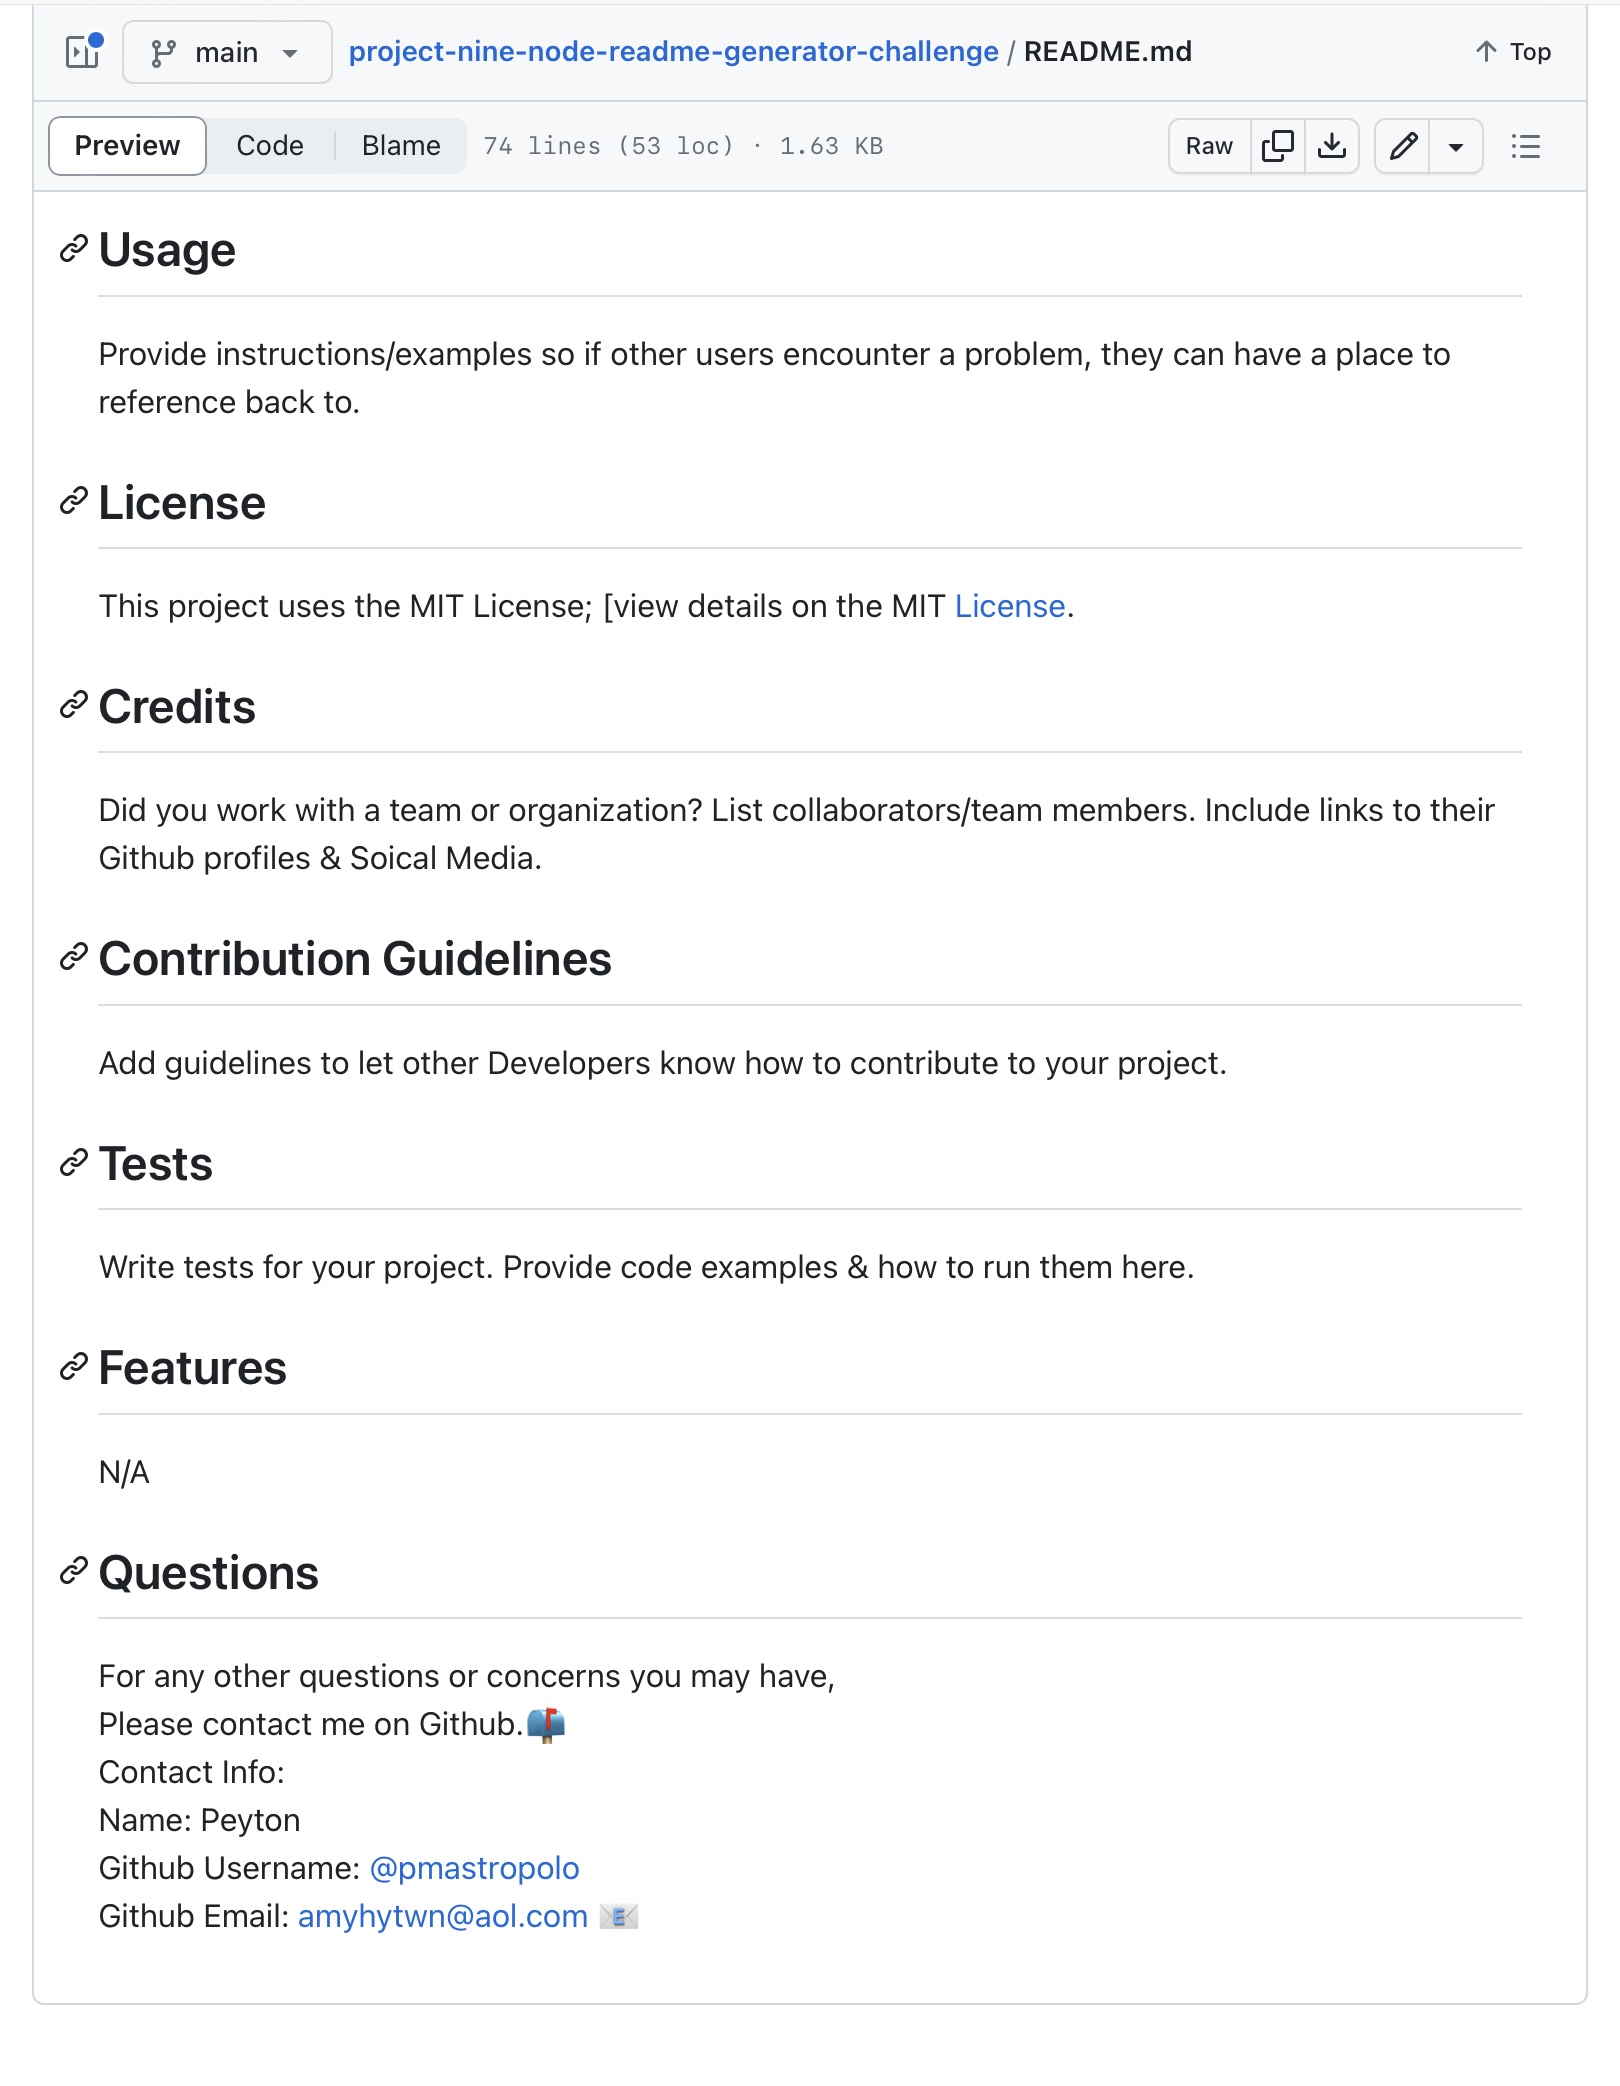 main project-nine-node-readme-generator-challenge / README.md Top
Preview Code Blame 74 lines (53 loc) · 1.63 KB Raw
Usage
Provide instructions/examples so if other users encounter a problem, they can have a place to
reference back to.
License
This project uses the MIT License; [view details on the MIT License.
Credits
Did you work with a team or organization? List collaborators/team members. Include links to their
Github profiles & Soical Media.
Contribution Guidelines
Add guidelines to let other Developers know how to contribute to your project.
Tests
Write tests for your project. Provide code examples & how to run them here.
Features
N/A
Questions
For any other questions or concerns you may have,
Please contact me on Github.📫
Contact Info:
Name: Peyton
Github Username: @pmastropolo
Github Email: amyhytwn@aol.com 📧